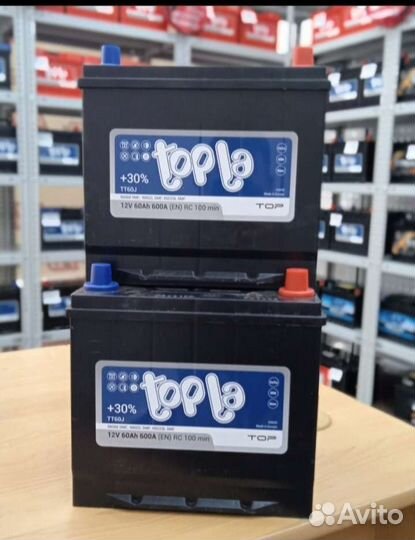 topla
+30%
TT60J
12V 60Ah 600A (EN) RC 100 min
TOP
topla
+30%
TT60J
12V 60Ah 600A (EN) RC 100 min
TOP
Avito